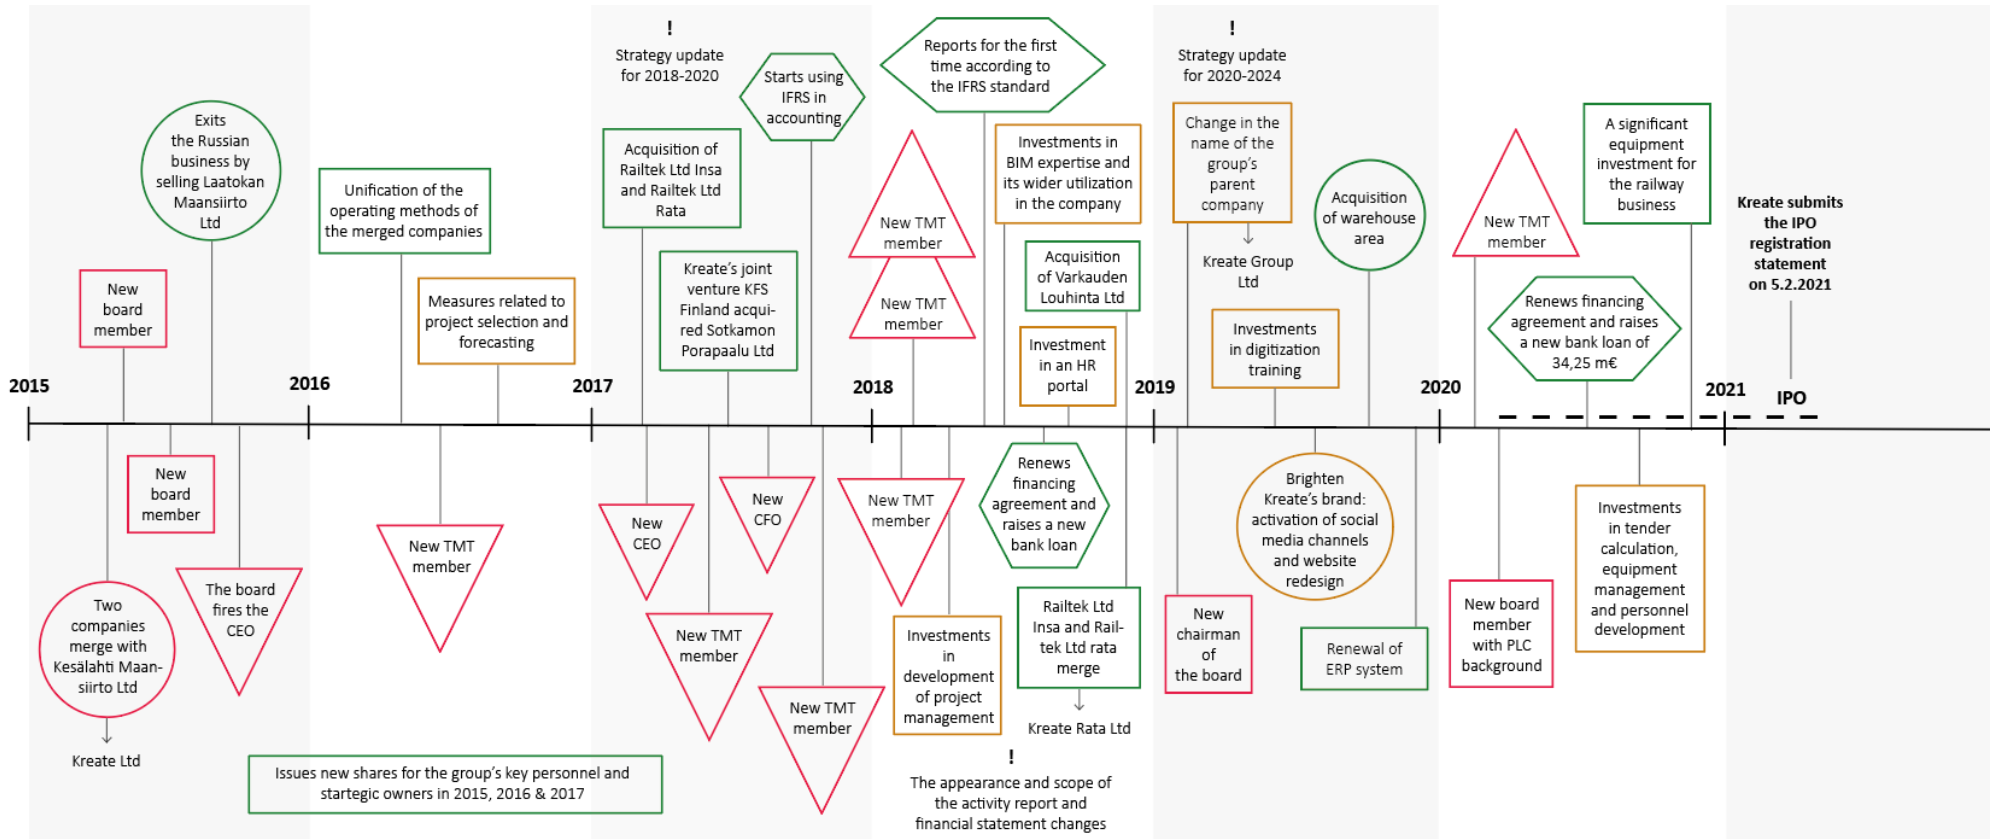 !
Strategy update
for 2018-2020
!
Strategy update
for 2020-2024
Exits
the Russian
business by
selling Laatokan
Maansiirto
Ltd
New
board
member
Unification of the
operating methods of
the merged companies
Measures related to
project selection and
forecasting
Acquisition of
Railtek Ltd Insa
and Railtek Ltd
Rata
Kreate’s joint
venture KFS
Finland acqui-
red Sotkamon
Porapaalu Ltd
Starts using
IFRS in
accounting
Reports for the first
time according to
the IFRS standard
New TMT
member
New TMT
member
Investments in
BIM expertise and
its wider utilization
in the company
Acquisition
of Varkauden
Louhinta Ltd
Investment
in an HR
portal
Change in the
name of the
group’s
parent
company
Kreate Group
Ltd
Investments
in digitization
training
Acquisition
of warehouse
area
New TMT
member
A significant
equipment
investment for
the railway
business
Renews financing
agreement and raises
a new bank loan of
34,25 m€
Kreate submits
the IPO
registration
statement
on 5.2.2021
IPO
2015
2016
2017
2018
2019
2020
2021
Two
companies
merge with
Kesälahti Maan-
siirto Ltd
Kreate Ltd
New
board
member
The board
fires the
CEO
New TMT
member
Issues new shares for the group’s key personnel and
startegic owners in 2015, 2016 & 2017
New
CEO
New TMT
member
New
CFO
New TMT
member
New TMT
member
Investments
in
development
of project
management
Renews
financing
agreement and
raises a new
bank loan
Railtek Ltd
Insa and Rail-
tek Ltd rata
merge
Kreate Rata Ltd
!
The appearance and scope of
the activity report and
financial statement changes
New
chairman
of
the board
Brighten
Kreate’s brand:
activation of social
media channels
and website
redesign
Renewal of
ERP system
New board
member
with PLC
background
Investments
in tender
calculation,
equipment
management
and personnel
development